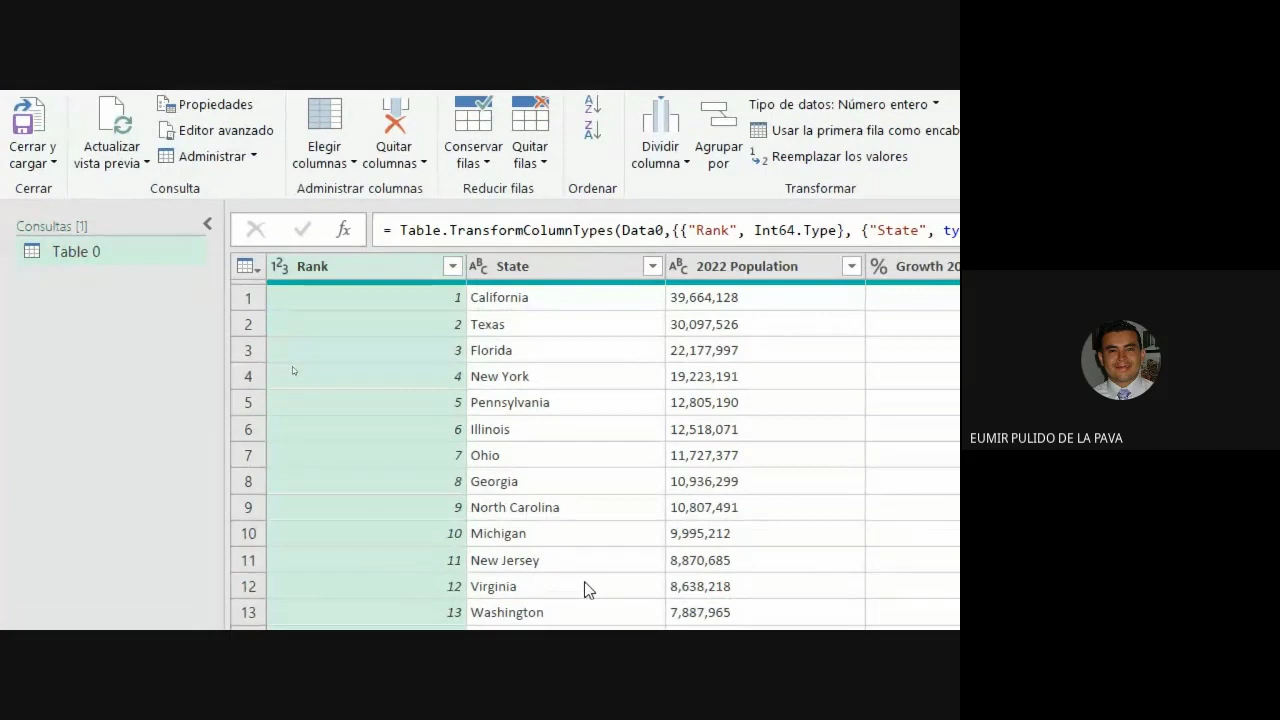 Cerrar y
cargar
Cerrar
Actualizar
vista previa
Propiedades
Editor avanzado
Administrar
Consulta
Elegir
columnas
Quitar
columnas
Administrar columnas
Conservar
filas
Quitar
filas
Reducir filas
A
Z
Z
A
Ordenar
Dividir
columna
Agrupar
por
Tipo de datos: Número entero
Usar la primera fila como encab
1
2
Reemplazar los valores
Transformar
Consultas [1]
Table 0
fx
= Table.TransformColumnTypes(Data0,{{"Rank", Int64.Type}, {"State", ty
123 Rank
ABC State
ABC 2022 Population
% Growth 20
1 1 California 39,664,128
2 2 Texas 30,097,526
3 3 Florida 22,177,997
4 4 New York 19,223,191
5 5 Pennsylvania 12,805,190
6 6 Illinois 12,518,071
7 7 Ohio 11,727,377
8 8 Georgia 10,936,299
9 9 North Carolina 10,807,491
10 10 Michigan 9,995,212
11 11 New Jersey 8,870,685
12 12 Virginia 8,638,218
13 13 Washington 7,887,965
EUMIR PULIDO DE LA PAVA